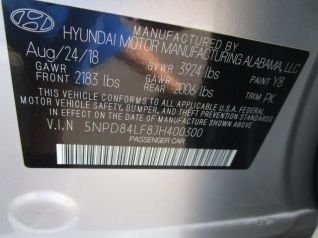 MANUFACTURED BY
HYUNDAI MOTOR MANUFACTURING ALABAMA, LLC
Aug/24/18 GVWR 3924 lbs
GAWR FRONT 2183 lbs GAWR REAR 2006 lbs PAINT Y8
THIS VEHICLE CONFORMS TO ALL APPLICABLE FEDERAL TRIM PK
MOTOR VEHICLE SAFETY, BUMPER, AND THEFT PREVENTION STANDARDS
IN EFFECT ON THE DATE OF MANUFACTURE SHOWN ABOVE.
V.I.N 5NPD84LF8JH400300
PASSENGER CAR